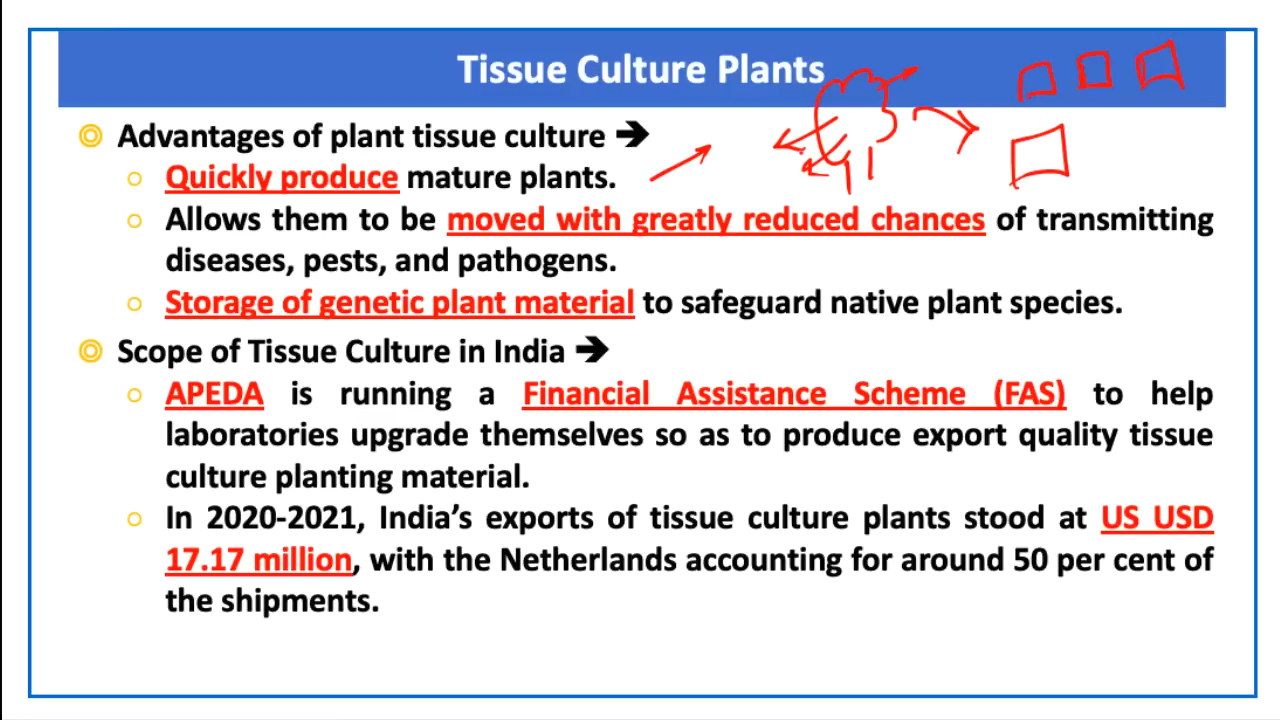 Tissue Culture Plants
◎ Advantages of plant tissue culture ➔
○ Quickly produce mature plants.
○ Allows them to be moved with greatly reduced chances of transmitting
diseases, pests, and pathogens.
○ Storage of genetic plant material to safeguard native plant species.
◎ Scope of Tissue Culture in India ➔
○ APEDA is running a Financial Assistance Scheme (FAS) to help
laboratories upgrade themselves so as to produce export quality tissue
culture planting material.
○ In 2020-2021, India’s exports of tissue culture plants stood at US USD
17.17 million, with the Netherlands accounting for around 50 per cent of
the shipments.